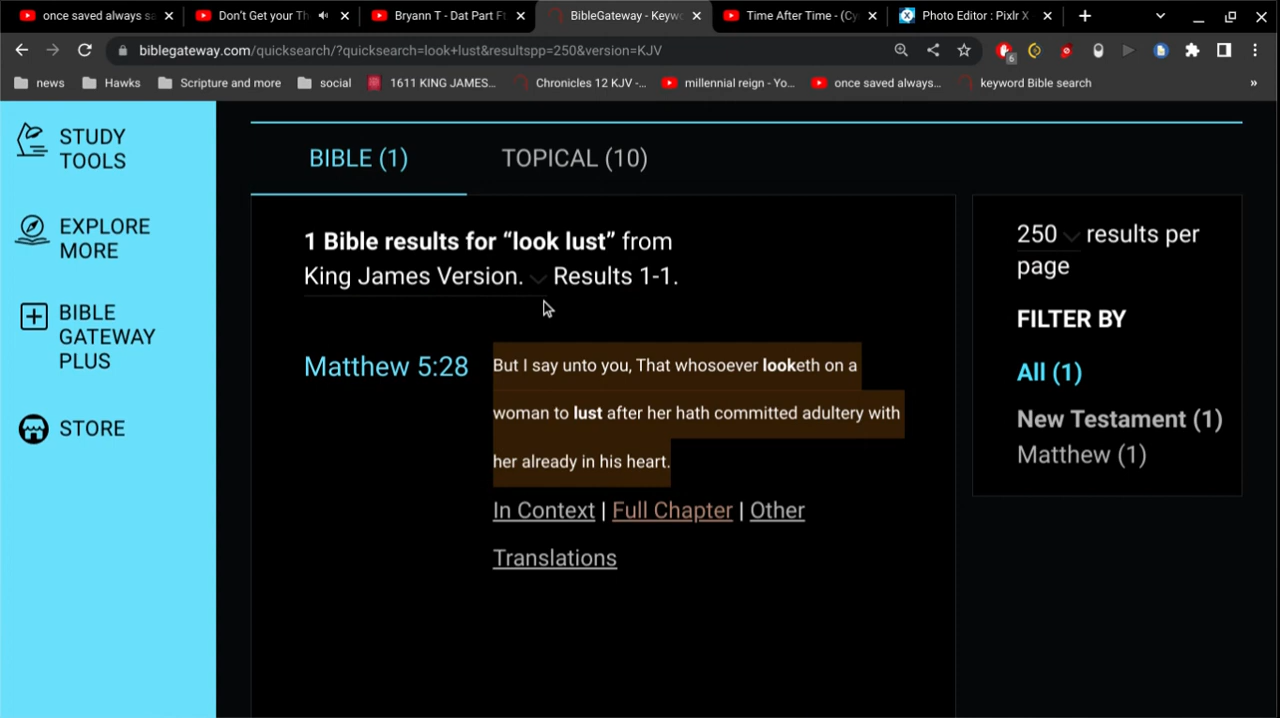 once saved always sa
Don't Get your Th
Bryann T - Dat Part Ft
BibleGateway - Keywo
Time After Time - (Cy
Photo Editor : Pixlr X
biblegateway.com/quicksearch/?quicksearch=look+lust&resultspp=250&version=KJV
6
news
Hawks
Scripture and more
social
1611 KING JAMES...
Chronicles 12 KJV -...
millennial reign - Yo...
once saved always...
keyword Bible search
»
STUDY
TOOLS
EXPLORE
MORE
BIBLE
GATEWAY
PLUS
STORE
BIBLE (1)
TOPICAL (10)
1 Bible results for “look lust” from
King James Version. Results 1-1.
Matthew 5:28
But I say unto you, That whosoever looketh on a
woman to lust after her hath committed adultery with
her already in his heart.
In Context | Full Chapter | Other
Translations
250 results per
page
FILTER BY
All (1)
New Testament (1)
Matthew (1)